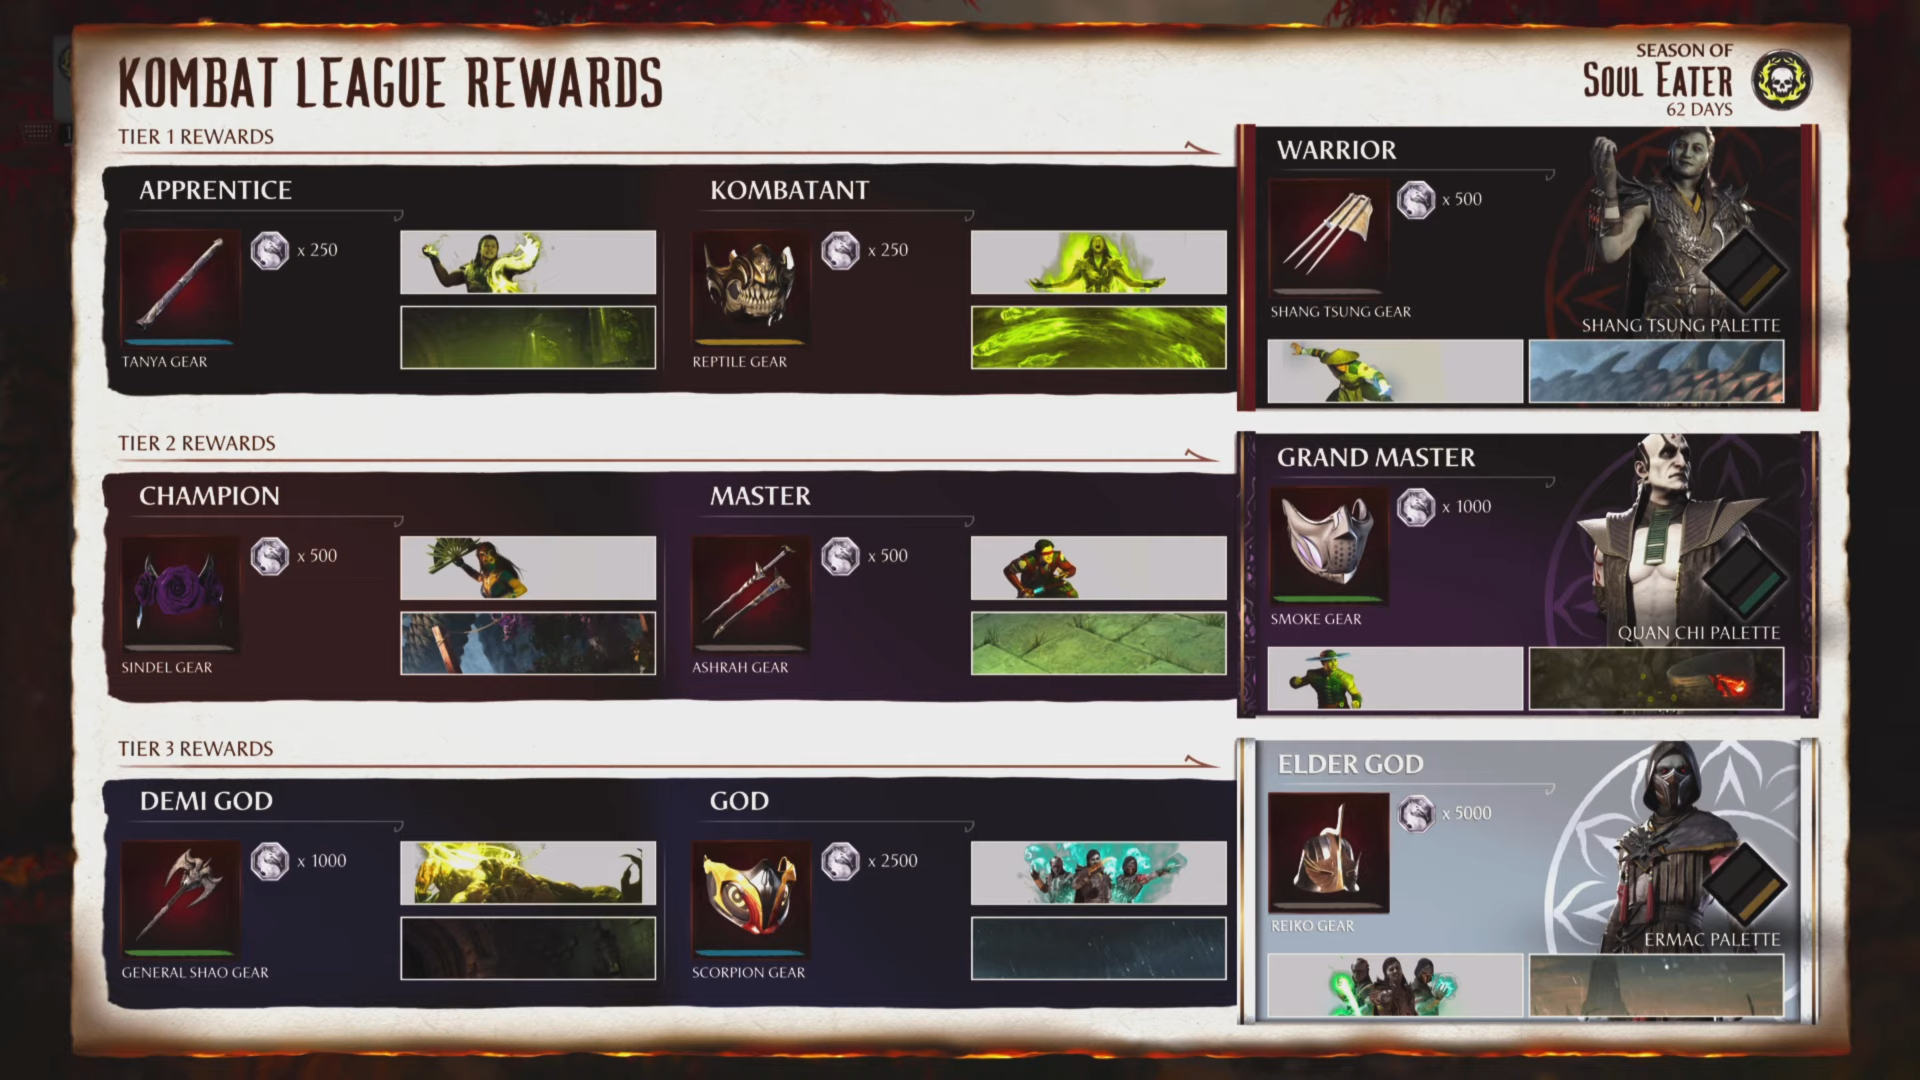 KOMBAT LEAGUE REWARDS
SEASON OF
SOUL EATER
62 DAYS
TIER 1 REWARDS
APPRENTICE
x 250
TANYA GEAR
KOMBATANT
x 250
REPTILE GEAR
WARRIOR
x 500
SHANG TSUNG GEAR
SHANG TSUNG PALETTE
TIER 2 REWARDS
CHAMPION
x 500
SINDEL GEAR
MASTER
x 500
ASHRAH GEAR
GRAND MASTER
x 1000
SMOKE GEAR
QUAN CHI PALETTE
TIER 3 REWARDS
DEMI GOD
x 1000
GENERAL SHAO GEAR
GOD
x 2500
SCORPION GEAR
ELDER GOD
x 5000
REIKO GEAR
ERMAC PALETTE